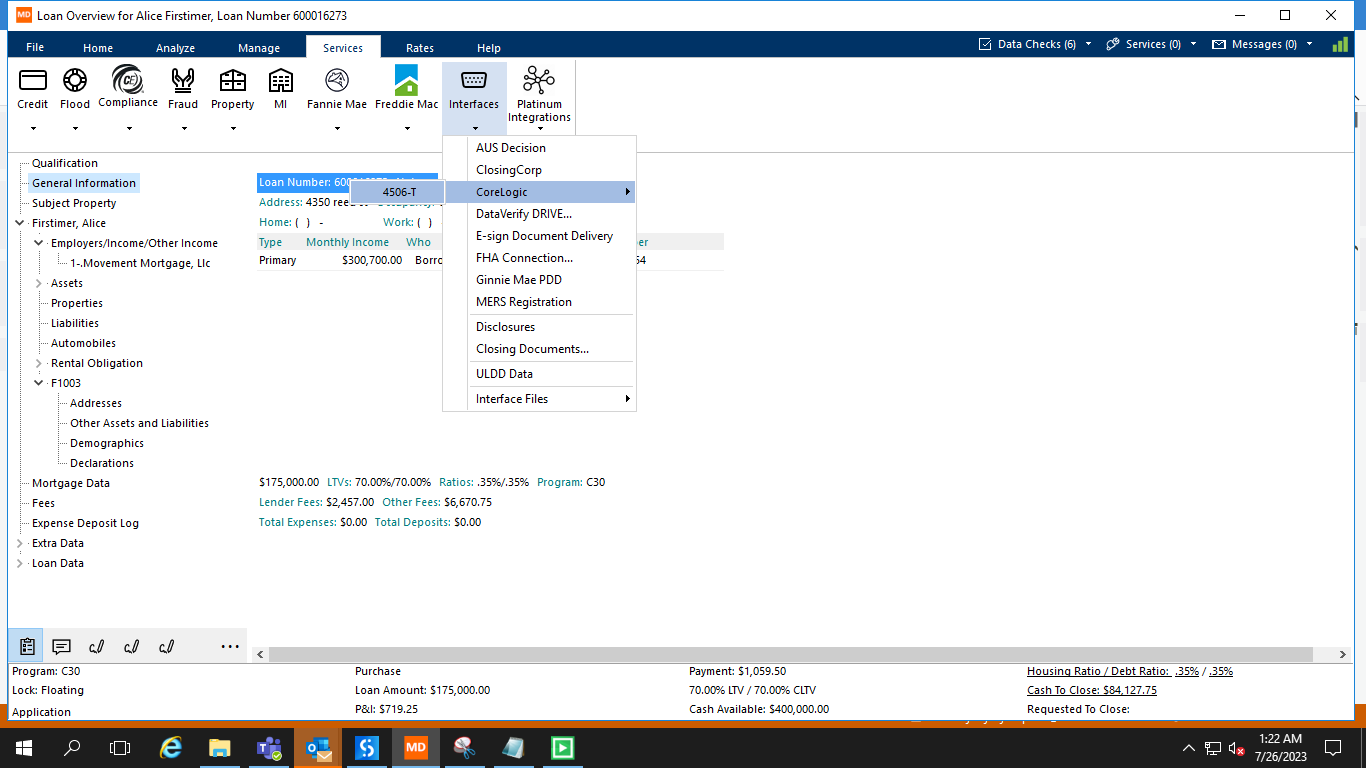 MD Loan Overview for Alice Firstimer, Loan Number 600016273
File Home Analyze Manage Services Rates Help Data Checks (6) Services (0) Messages (0)
Credit Flood Compliance Fraud Property MI Fannie Mae Freddie Mac Interfaces Platinum Integrations
AUS Decision
ClosingCorp
CoreLogic
4506-T
DataVerify DRIVE...
E-sign Document Delivery
FHA Connection...
Ginnie Mae PDD
MERS Registration
Disclosures
Closing Documents...
ULDD Data
Interface Files
Qualification
General Information
Subject Property
Firstimer, Alice
Employers/Income/Other Income
1-.Movement Mortgage, Llc
Assets
Properties
Liabilities
Automobiles
Rental Obligation
F1003
Addresses
Other Assets and Liabilities
Demographics
Declarations
Mortgage Data
Fees
Expense Deposit Log
Extra Data
Loan Data
Loan Number:
Address: 4350
Home: ( ) - Work: ( )
Type Monthly Income Who
Primary $300,700.00
$175,000.00 LTVs: 70.00%/70.00% Ratios: .35%/.35% Program: C30
Lender Fees: $2,457.00 Other Fees: $6,670.75
Total Expenses: $0.00 Total Deposits: $0.00
Program: C30 Purchase Payment: $1,059.50 Housing Ratio / Debt Ratio: .35% / .35%
Lock: Floating Loan Amount: $175,000.00 70.00% LTV / 70.00% CLTV Cash To Close: $84,127.75
Application P&I: $719.25 Cash Available: $400,000.00 Requested To Close:
MD
1:22 AM
7/26/2023